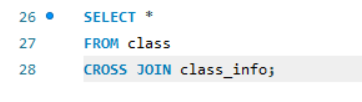 26 SELECT *
27 FROM class
28 CROSS JOIN class_info;